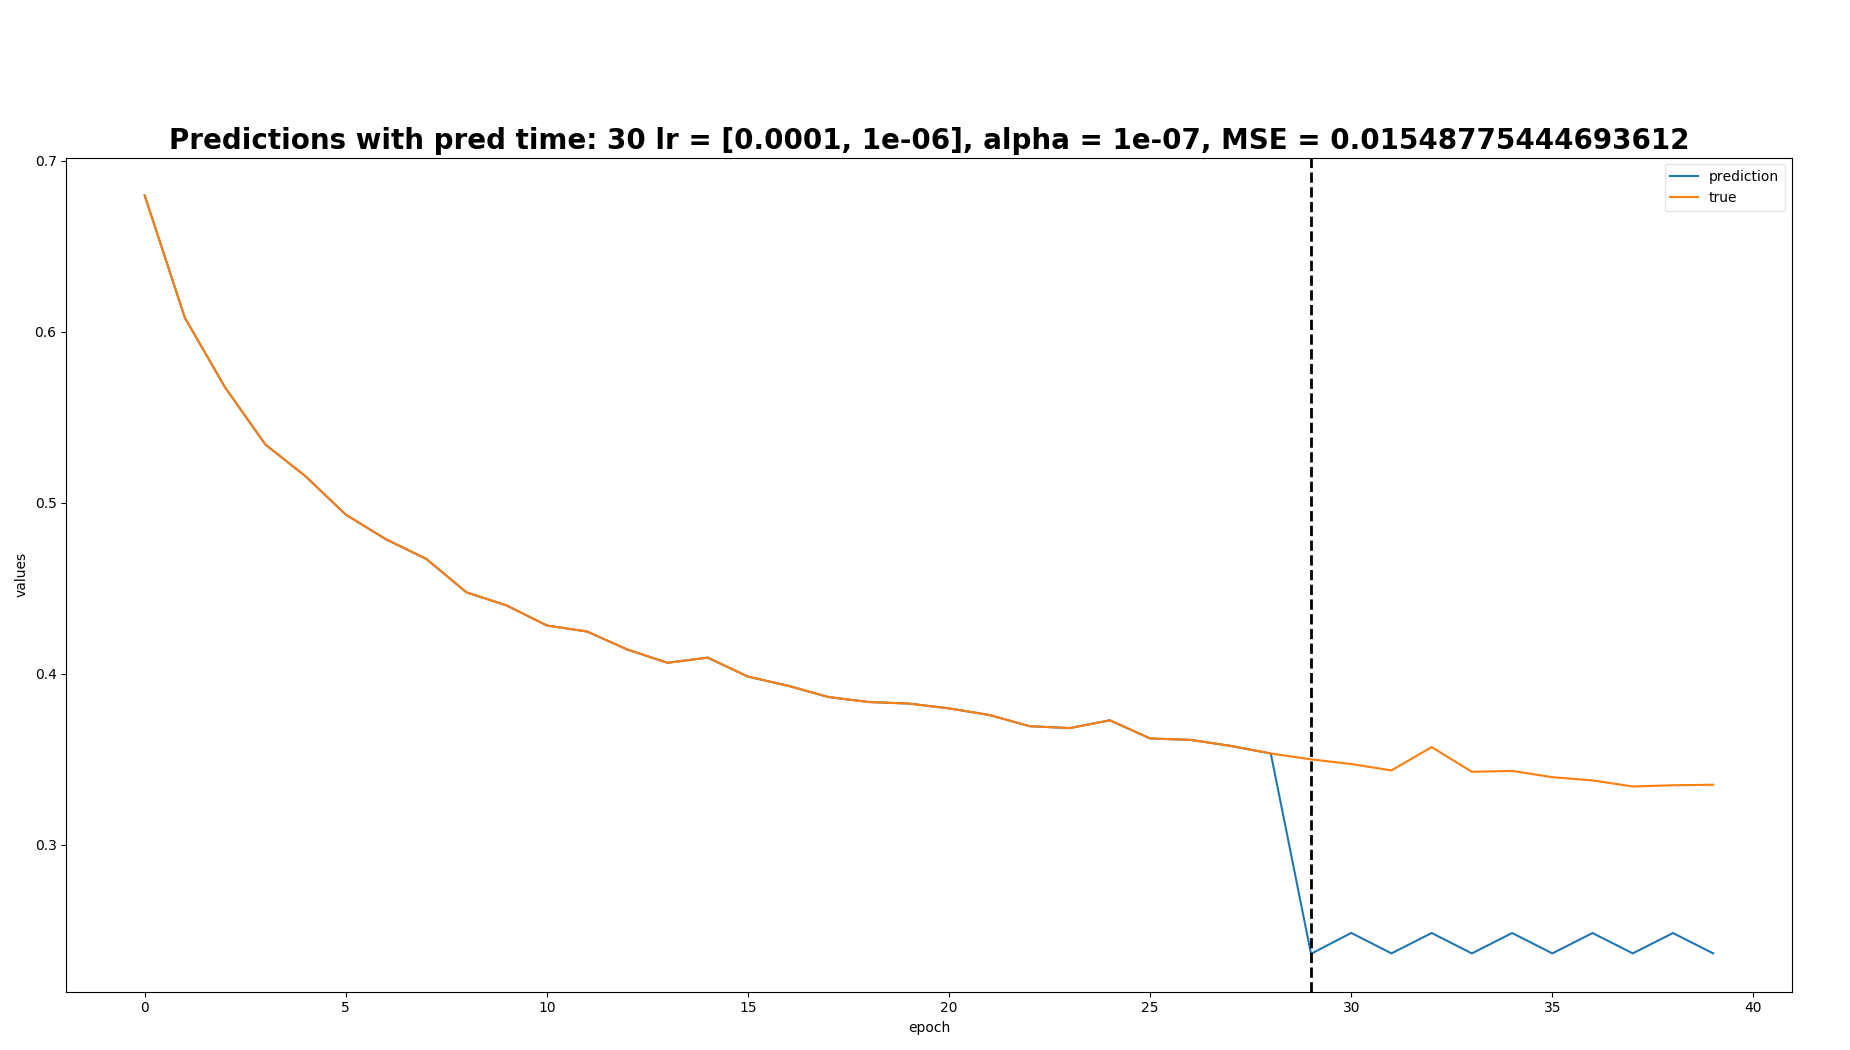 Predictions with pred time: 30 lr = [0.0001, 1e-06], alpha = 1e-07, MSE = 0.01548775444693612
prediction
true
values
0.7
0.6
0.5
0.4
0.3
0 5 10 15 20 25 30 35 40
epoch